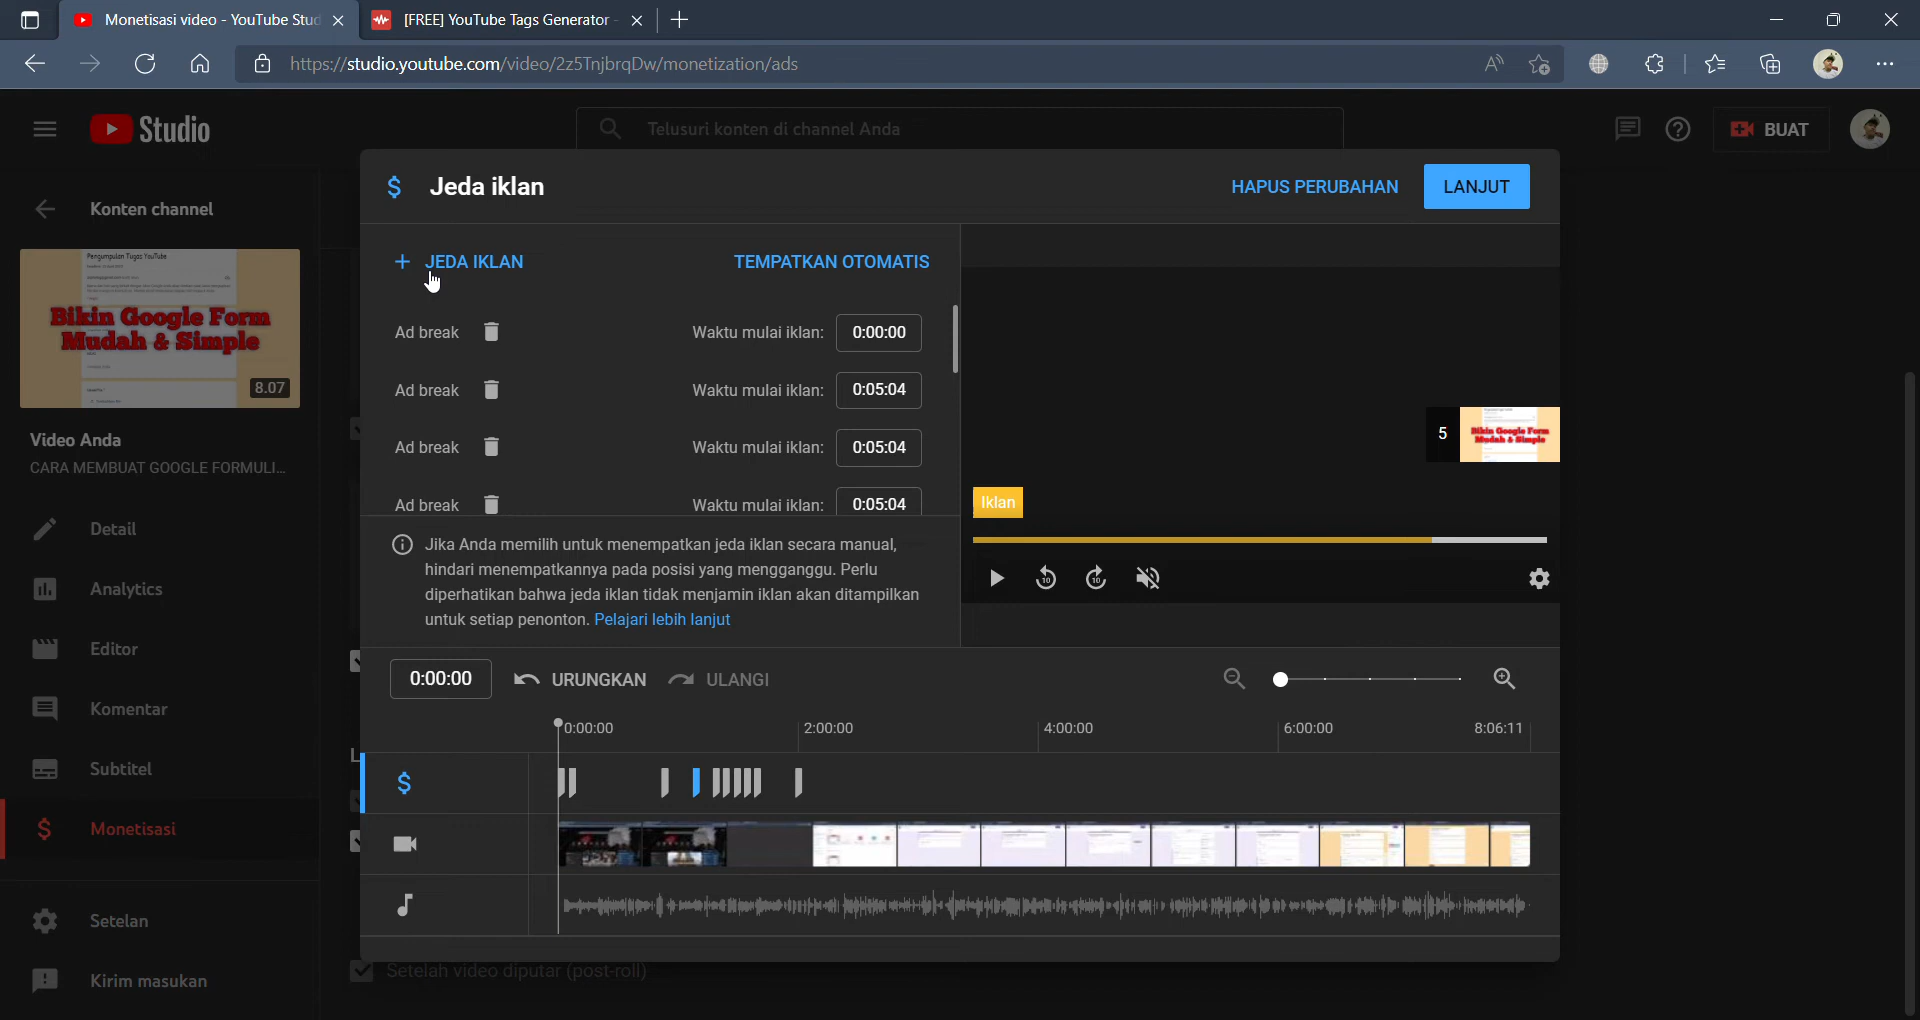 Monetisasi video - YouTube Stud
[FREE] YouTube Tags Generator -
https://studio.youtube.com/video/2z5TnjbrqDw/monetization/ads
Studio
Telusuri konten di channel Anda
BUAT
Konten channel
Pengumpulan Tugas YouTube
Bikin Google Form
Mudah & Simple
8.07
Video Anda
CARA MEMBUAT GOOGLE FORMULI...
Detail
Analytics
Editor
Komentar
Subtitel
Monetisasi
Setelan
Kirim masukan
Jeda iklan
HAPUS PERUBAHAN
LANJUT
+ JEDA IKLAN
TEMPATKAN OTOMATIS
Ad break Waktu mulai iklan: 0:00:00
Ad break Waktu mulai iklan: 0:05:04
Ad break Waktu mulai iklan: 0:05:04
Ad break Waktu mulai iklan: 0:05:04
Jika Anda memilih untuk menempatkan jeda iklan secara manual,
hindari menempatkannya pada posisi yang mengganggu. Perlu
diperhatikan bahwa jeda iklan tidak menjamin iklan akan ditampilkan
untuk setiap penonton. Pelajari lebih lanjut
5
Bikin Google Form
Mudah & Simple
Iklan
10
10
0:00:00
URUNGKAN
ULANGI
0:00:00 2:00:00 4:00:00 6:00:00 8:06:11
Setelah video diputar (post-roll)